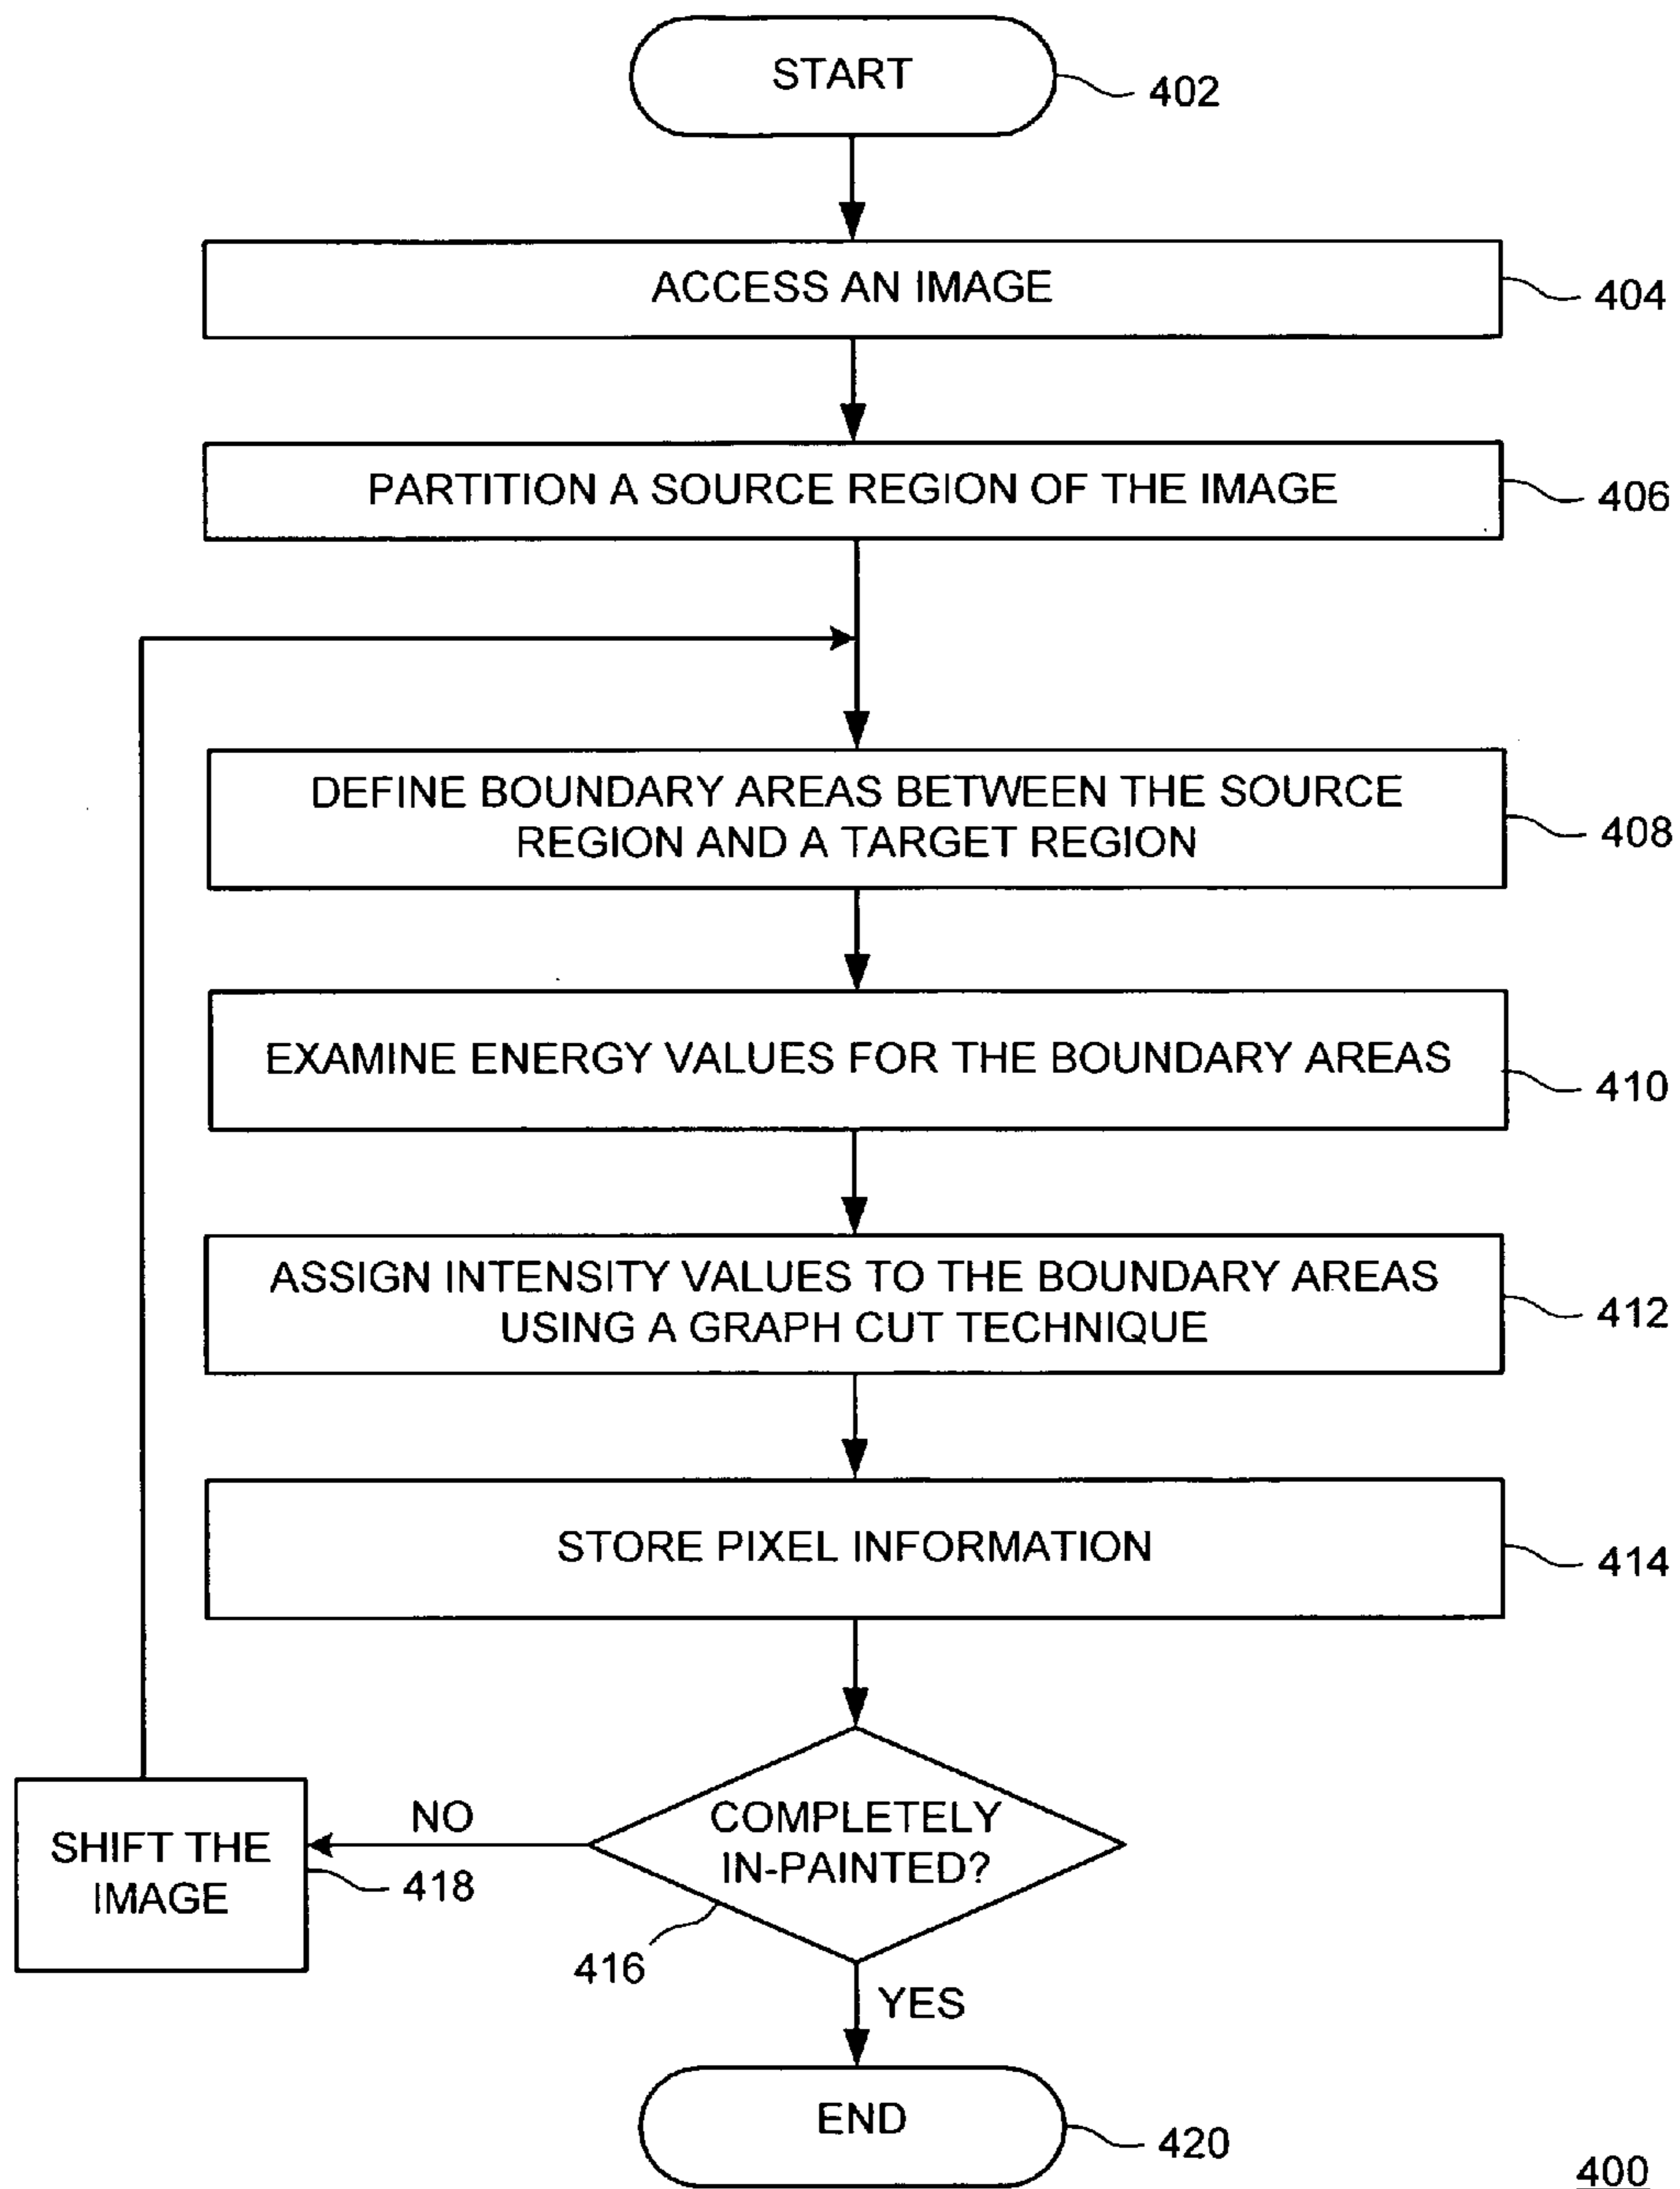 START
402
ACCESS AN IMAGE
404
PARTITION A SOURCE REGION OF THE IMAGE
406
DEFINE BOUNDARY AREAS BETWEEN THE SOURCE
REGION AND A TARGET REGION
408
EXAMINE ENERGY VALUES FOR THE BOUNDARY AREAS
410
ASSIGN INTENSITY VALUES TO THE BOUNDARY AREAS
USING A GRAPH CUT TECHNIQUE
412
STORE PIXEL INFORMATION
414
COMPLETELY
IN-PAINTED?
416
NO
SHIFT THE
IMAGE
418
YES
END
420
400